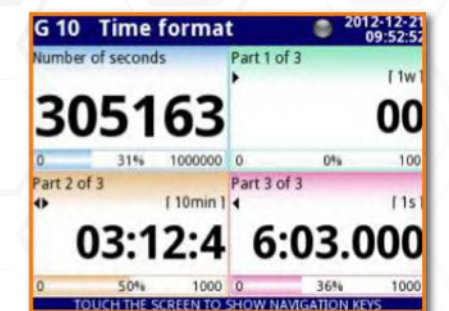 G 10 Time format 2012-12-21
09:52:52
Number of seconds
305163
0 31% 1000000
Part 1 of 3
[ 1w ]
00
0 0% 100
Part 2 of 3
[ 10min ]
03:12:4
0 50% 1000
Part 3 of 3
[ 1s ]
6:03.000
0 36% 1000
TOUCH THE SCREEN TO SHOW NAVIGATION KEYS